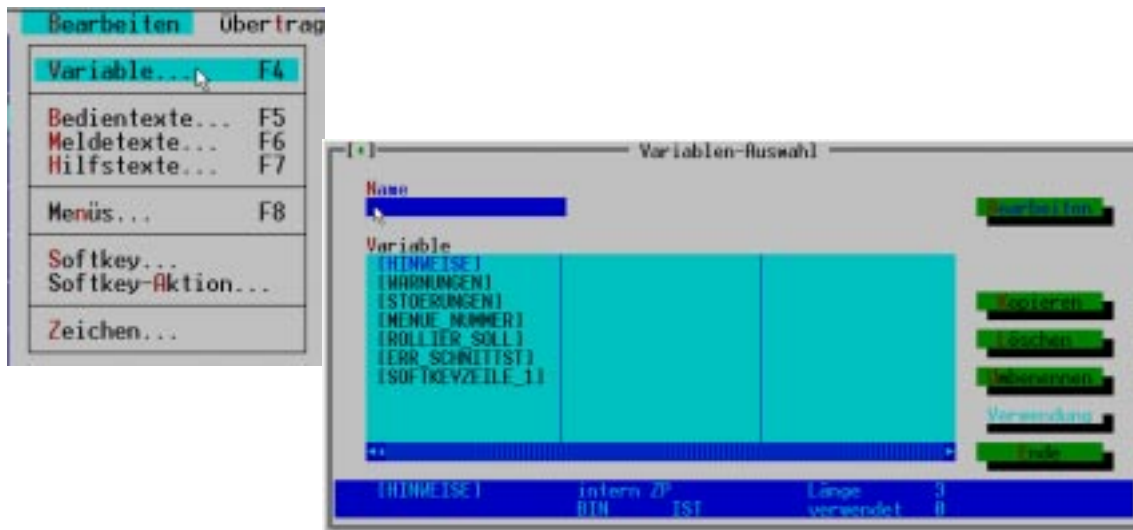 Bearbeiten Übertrag
Variable... F4
Bedientexte... F5
Meldetexte... F6
Hilfstexte... F7
Menüs... F8
Softkey...
Softkey-Aktion...
Zeichen...
Variablen-Auswahl
Name
Bearbeiten
Variable
[HINWEISE]
[WARNUNGEN]
[STOERUNGEN]
[MENUE_NUMMER]
[ROLLIER_SOLL]
[ERR_SCHNITTST]
[SOFTKEYZEILE_1]
Kopieren
Löschen
Umbenennen
Verwendung
Ende
[HINWEISE] intern ZP Länge 3
BIN IST verwendet 0